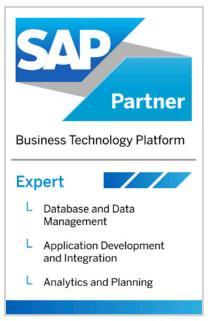 SAP
Partner
Business Technology Platform
Expert
Database and Data
Management
Application Development
and Integration
Analytics and Planning